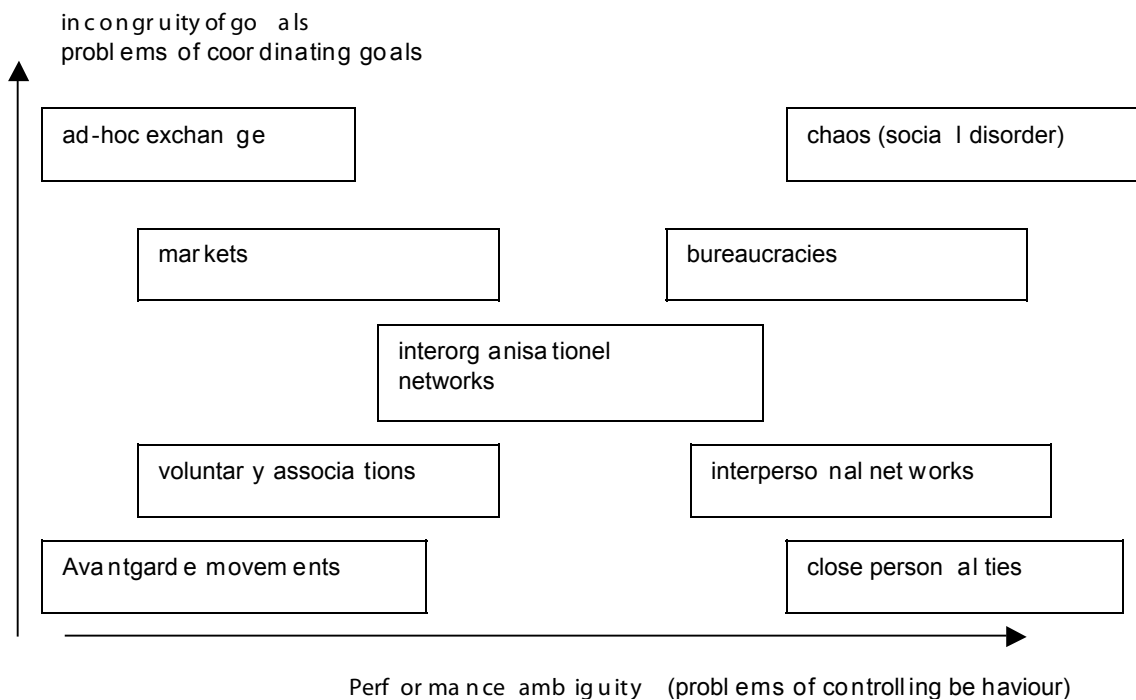 incongruity of goals
problems of coordinating goals
ad-hoc exchange
chaos (social disorder)
markets
bureaucracies
interorganisationel
networks
voluntary associations
interpersonal networks
Avantgarde movements
close personal ties
Performance ambiguity (problems of controlling behaviour)